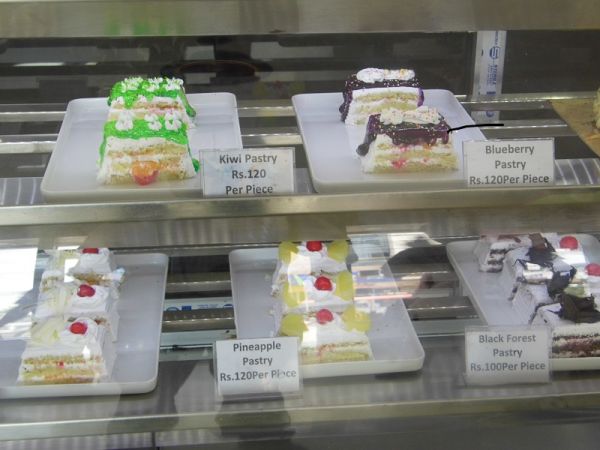 Kiwi Pastry
Rs.120
Per Piece
Blueberry
Pastry
Rs.120Per Piece
Pineapple
Pastry
Rs.120Per Piece
Black Forest
Pastry
Rs.100Per Piece